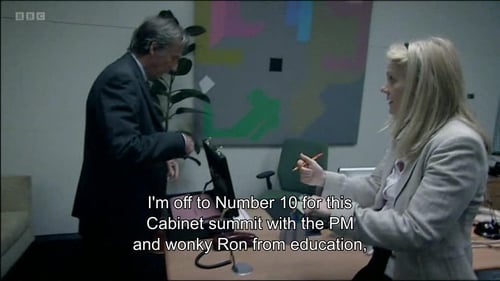 BBC
I'm off to Number 10 for this
Cabinet summit with the PM
and wonky Ron from education,